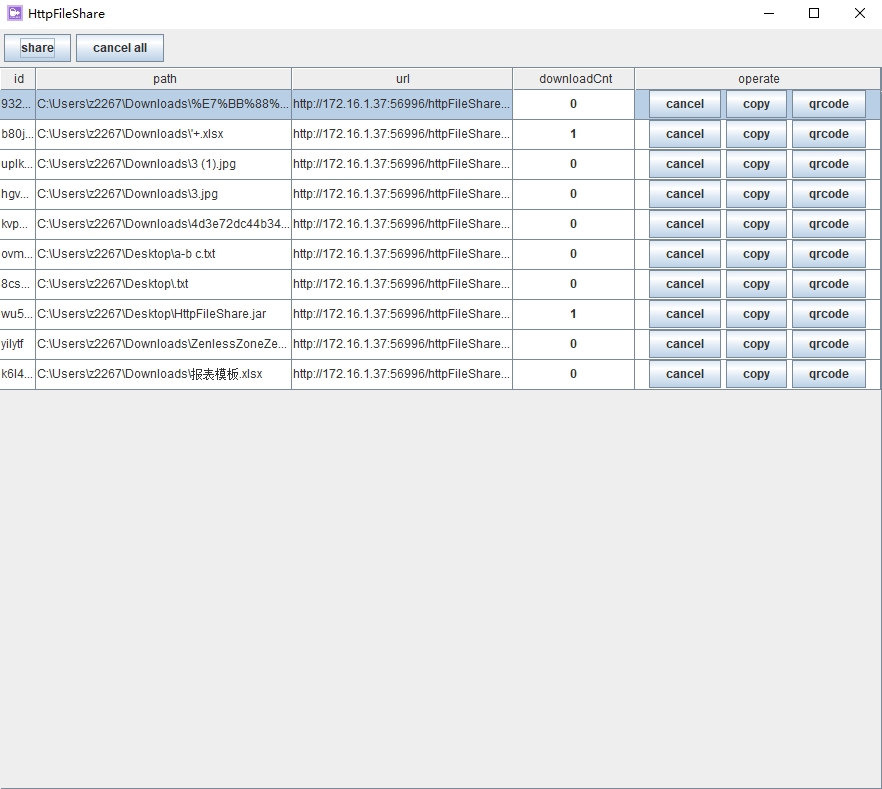 HttpFileShare
share cancel all
id path url downloadCnt operate
932... C:\Users\z2267\Downloads\%E7%BB%88%... http://172.16.1.37:56996/httpFileShare... 0 cancel copy qrcode
b80j... C:\Users\z2267\Downloads\'+.xlsx http://172.16.1.37:56996/httpFileShare... 1 cancel copy qrcode
uplk... C:\Users\z2267\Downloads\3 (1).jpg http://172.16.1.37:56996/httpFileShare... 0 cancel copy qrcode
hgv... C:\Users\z2267\Downloads\3.jpg http://172.16.1.37:56996/httpFileShare... 0 cancel copy qrcode
kvp... C:\Users\z2267\Downloads\4d3e72dc44b34... http://172.16.1.37:56996/httpFileShare... 0 cancel copy qrcode
ovm... C:\Users\z2267\Desktop\a-b c.txt http://172.16.1.37:56996/httpFileShare... 0 cancel copy qrcode
8cs... C:\Users\z2267\Desktop\.txt http://172.16.1.37:56996/httpFileShare... 0 cancel copy qrcode
wu5... C:\Users\z2267\Desktop\HttpFileShare.jar http://172.16.1.37:56996/httpFileShare... 1 cancel copy qrcode
yilytf C:\Users\z2267\Downloads\ZenlessZoneZe... http://172.16.1.37:56996/httpFileShare... 0 cancel copy qrcode
k6l4... C:\Users\z2267\Downloads\报表模板.xlsx http://172.16.1.37:56996/httpFileShare... 0 cancel copy qrcode